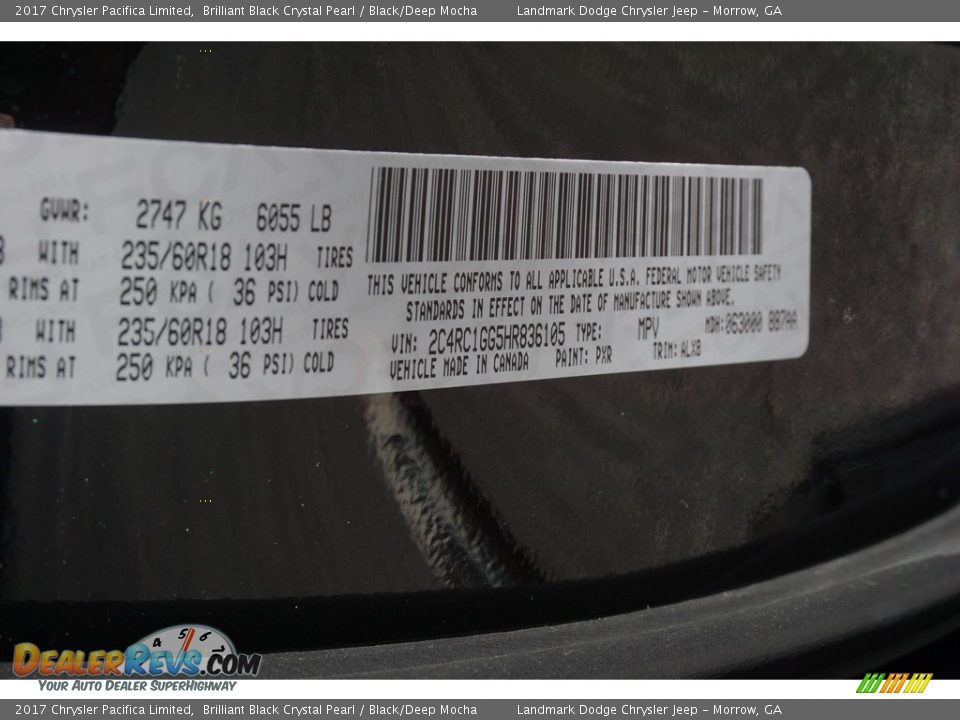 2017 Chrysler Pacifica Limited, Brilliant Black Crystal Pearl / Black/Deep Mocha Landmark Dodge Chrysler Jeep - Morrow, GA
GVWR: 2747 KG 6055 LB
WITH 235/60R18 103H TIRES
RIMS AT 250 KPA ( 36 PSI) COLD
WITH 235/60R18 103H TIRES
RIMS AT 250 KPA ( 36 PSI) COLD
THIS VEHICLE CONFORMS TO ALL APPLICABLE U.S.A. FEDERAL MOTOR VEHICLE SAFETY
STANDARDS IN EFFECT ON THE DATE OF MANUFACTURE SHOWN ABOVE.
VIN: 2C4RC1GG5HR836105 TYPE: MPV MDH:063000 BB7AA
VEHICLE MADE IN CANADA PAINT: PXR TRIM: ALX8
4 5 6
DEALERREVS.COM
YOUR AUTO DEALER SUPERHIGHWAY
2017 Chrysler Pacifica Limited, Brilliant Black Crystal Pearl / Black/Deep Mocha Landmark Dodge Chrysler Jeep - Morrow, GA